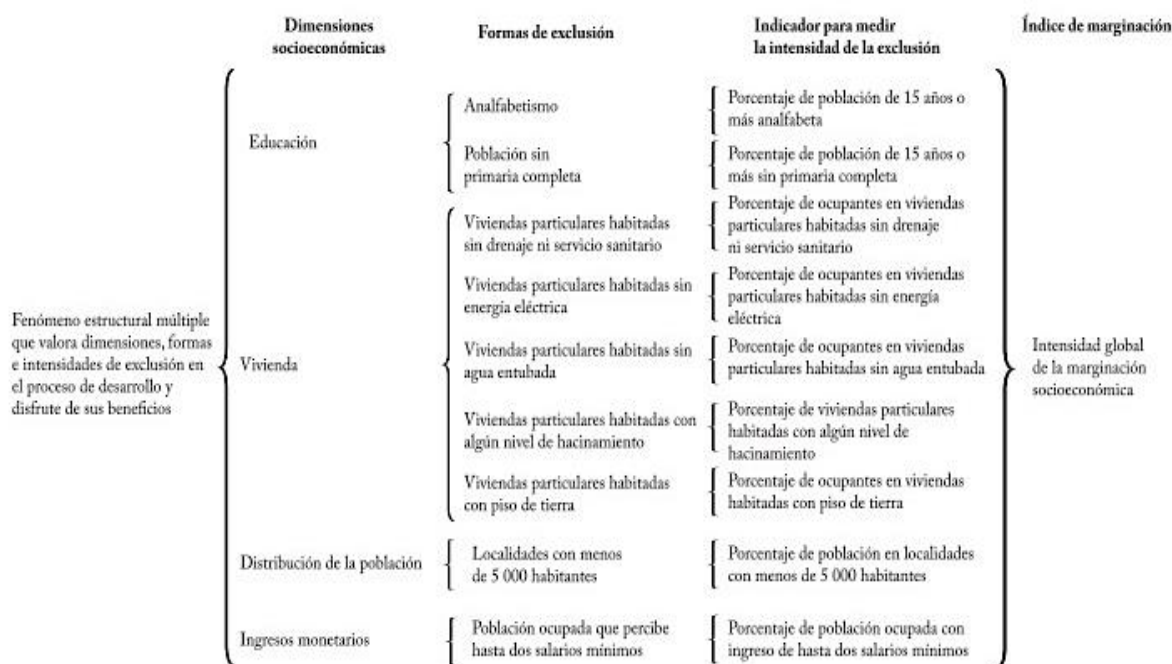 Dimensiones
socioeconómicas
Formas de exclusión
Indicador para medir
la intensidad de la exclusión
Índice de marginación
Fenómeno estructural múltiple
que valora dimensiones, formas
e intensidades de exclusión en
el proceso de desarrollo y
disfrute de sus beneficios
Educación
Analfabetismo
Porcentaje de población de 15 años o
más analfabeta
Población sin
primaria completa
Porcentaje de población de 15 años o
más sin primaria completa
Vivienda
Viviendas particulares habitadas
sin drenaje ni servicio sanitario
Porcentaje de ocupantes en viviendas
particulares habitadas sin drenaje
ni servicio sanitario
Viviendas particulares habitadas sin
energía eléctrica
Porcentaje de ocupantes en viviendas
particulares habitadas sin energía
eléctrica
Viviendas particulares habitadas sin
agua entubada
Porcentaje de ocupantes en viviendas
particulares habitadas sin agua entubada
Viviendas particulares habitadas con
algún nivel de hacinamiento
Porcentaje de viviendas particulares
habitadas con algún nivel de
hacinamiento
Viviendas particulares habitadas
con piso de tierra
Porcentaje de ocupantes en viviendas
habitadas con piso de tierra
Distribución de la población
Localidades con menos
de 5 000 habitantes
Porcentaje de población en localidades
con menos de 5 000 habitantes
Ingresos monetarios
Población ocupada que percibe
hasta dos salarios mínimos
Porcentaje de población ocupada con
ingreso de hasta dos salarios mínimos
Intensidad global
de la marginación
socioeconómica